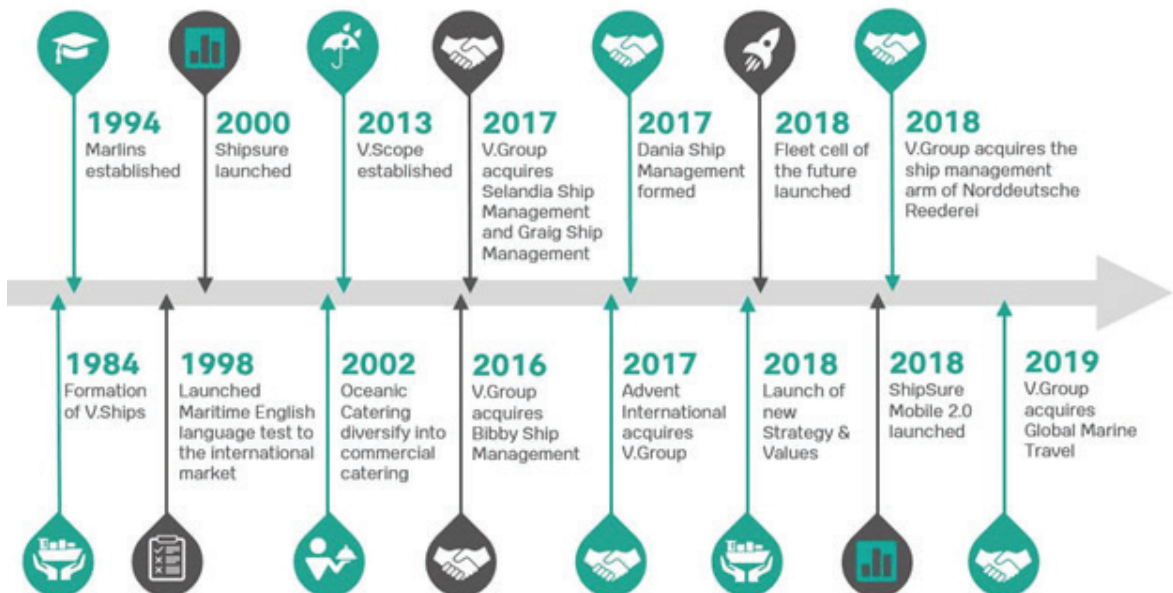 1994
Marlins
established
2000
Shipsure
launched
2013
V.Scope
established
2017
V.Group
acquires
Selandia Ship
Management
and Graig Ship
Management
2017
Dania Ship
Management
formed
2018
Fleet cell of
the future
launched
2018
V.Group acquires the
ship management
arm of Norddeutsche
Reederei
1984
Formation
of V.Ships
1998
Launched
Maritime English
language test to
the international
market
2002
Oceanic
Catering
diversify into
commercial
catering
2016
V.Group
acquires
Bibby Ship
Management
2017
Advent
International
acquires
V.Group
2018
Launch of
new
Strategy &
Values
2018
ShipSure
Mobile 2.0
launched
2019
V.Group
acquires
Global Marine
Travel